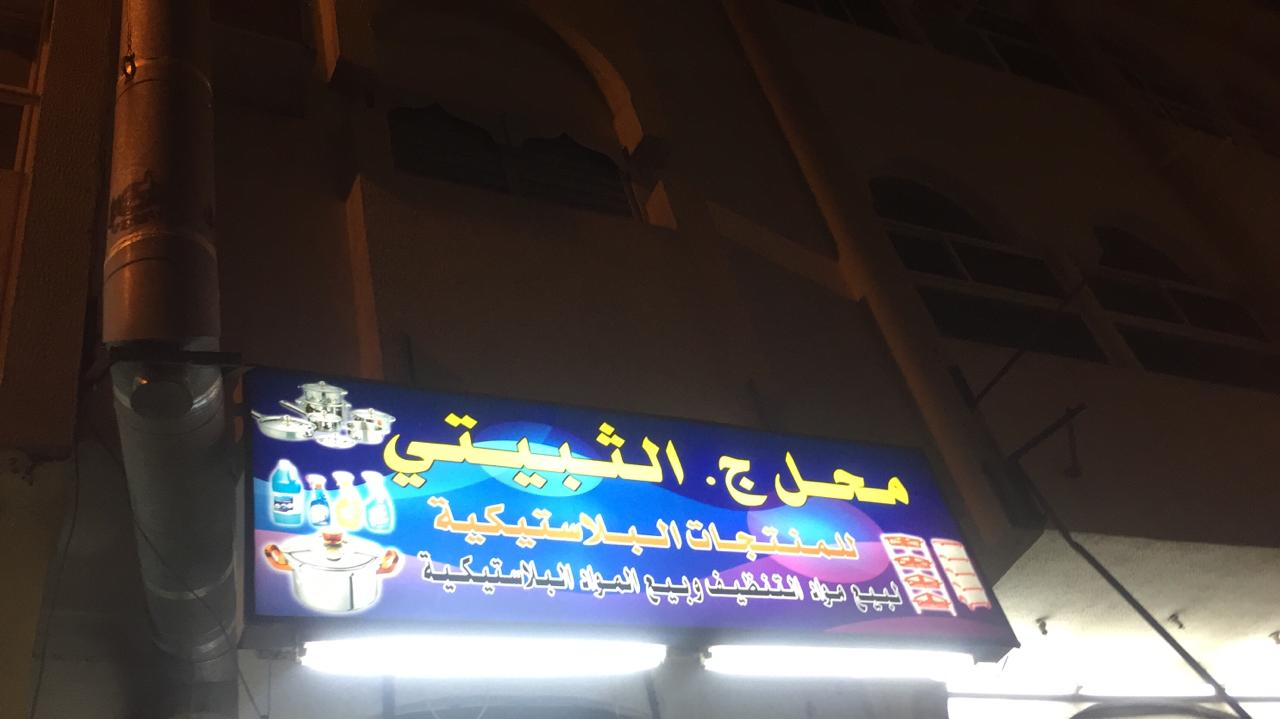 محل ج. الثبيتي
للمنتجات البلاستيكية
لبيع مواد التنظيف وبيع المواد البلاستيكية